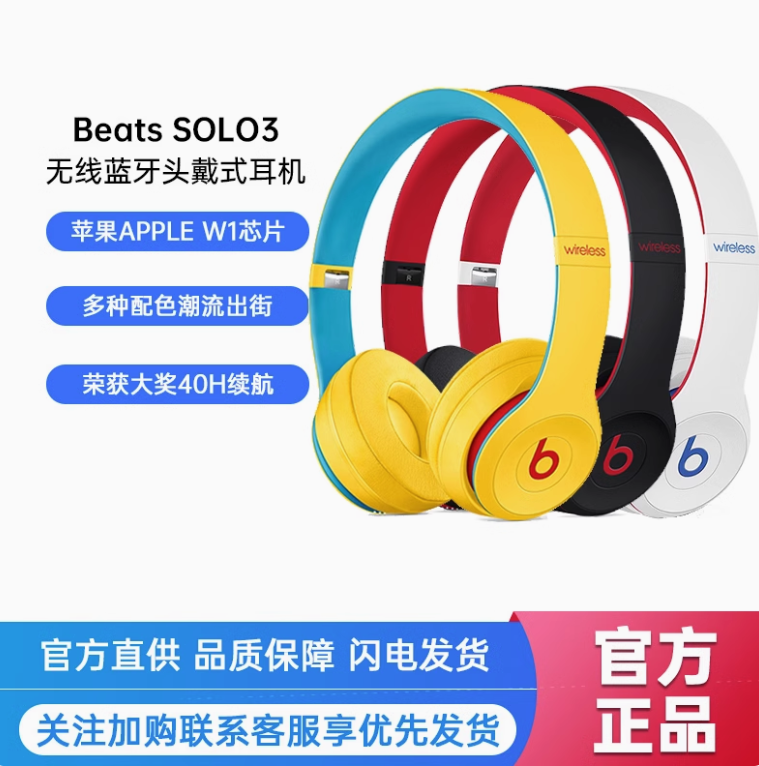 Beats SOLO3
无线蓝牙头戴式耳机
苹果APPLE W1芯片
多种配色潮流出街
荣获大奖40H续航
wireless
wireless
wireless
R
b
b
b
官方直供 品质保障 闪电发货
关注加购联系客服享优先发货
官方
正品